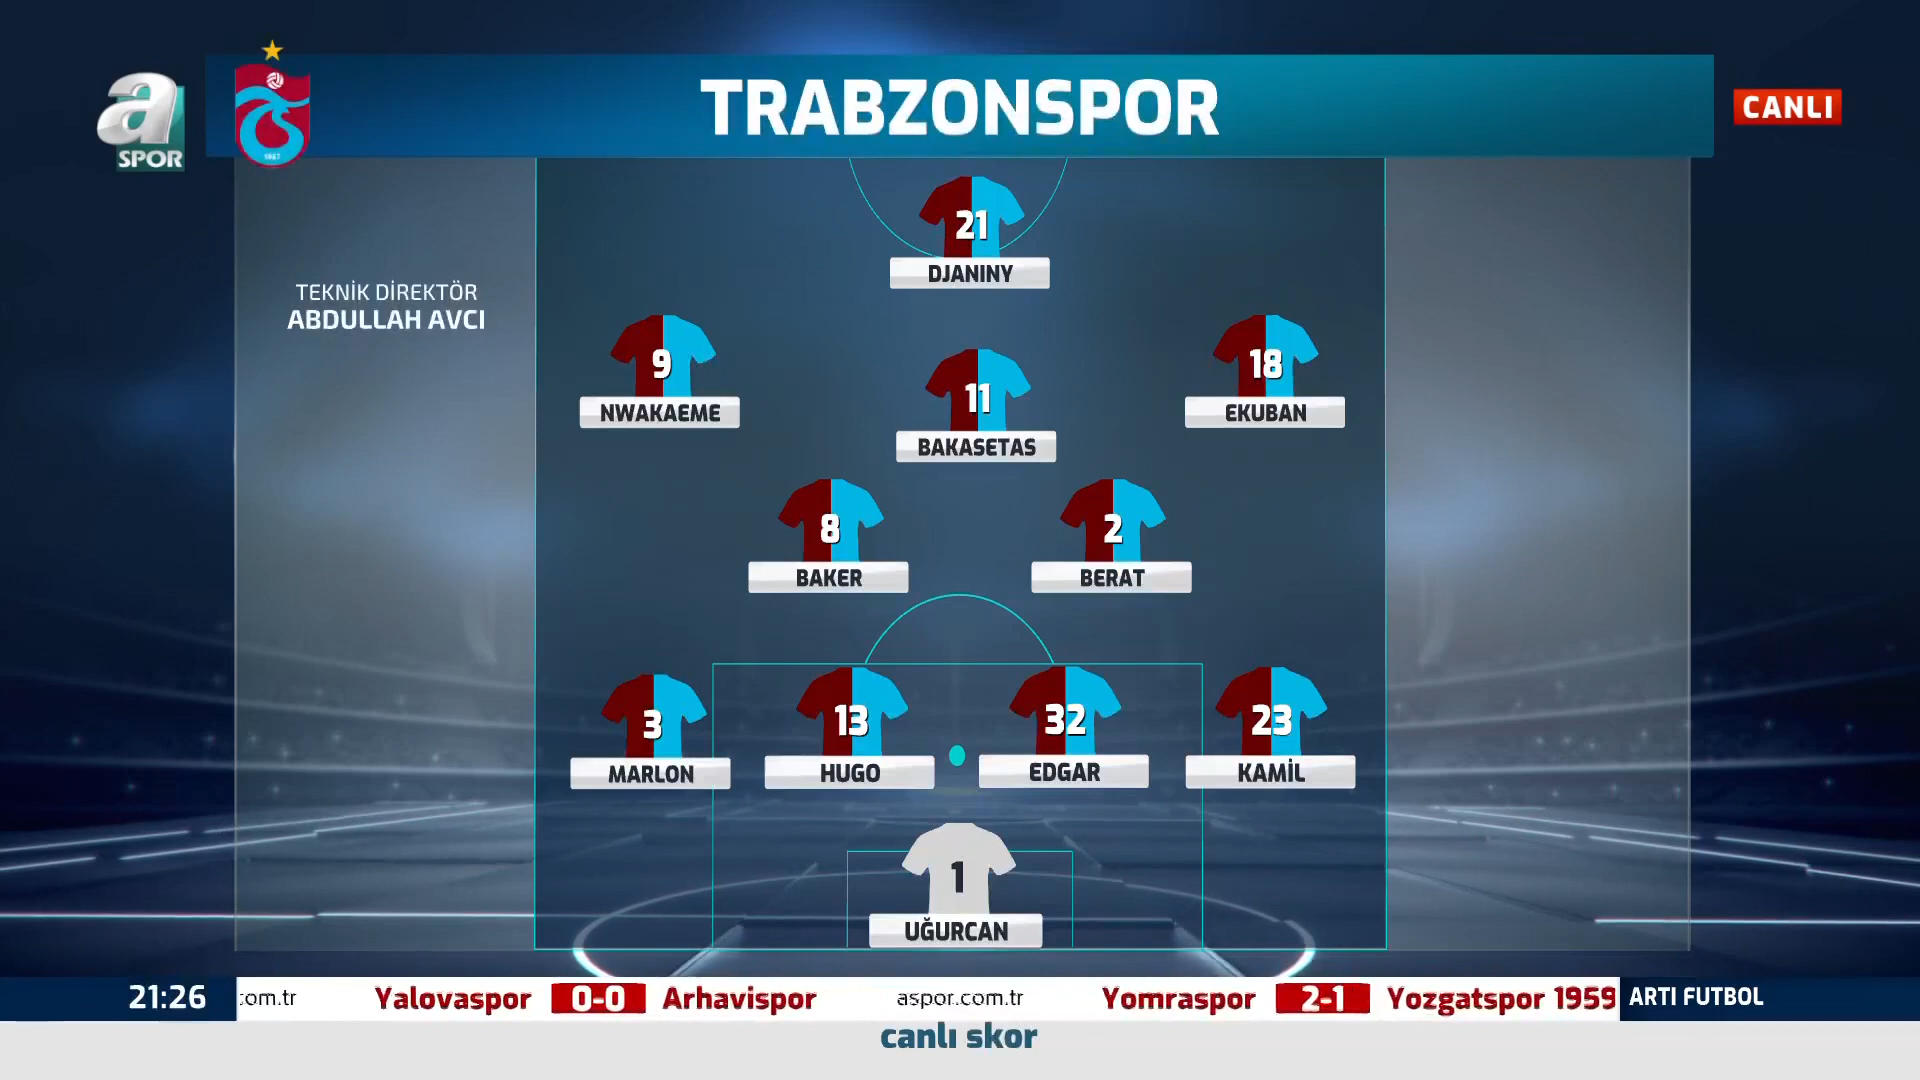 a
SPOR
1967
TRABZONSPOR
CANLI
TEKNİK DİREKTÖR
ABDULLAH AVCI
21
DJANINY
9
NWAKAEME
11
BAKASETAS
18
EKUBAN
8
BAKER
2
BERAT
3
MARLON
13
HUGO
32
EDGAR
23
KAMİL
1
UĞURCAN
21:26
.com.tr Yalovaspor 0-0 Arhavispor aspor.com.tr Yomraspor 2-1 Yozgatspor 1959
ARTI FUTBOL
canlı skor